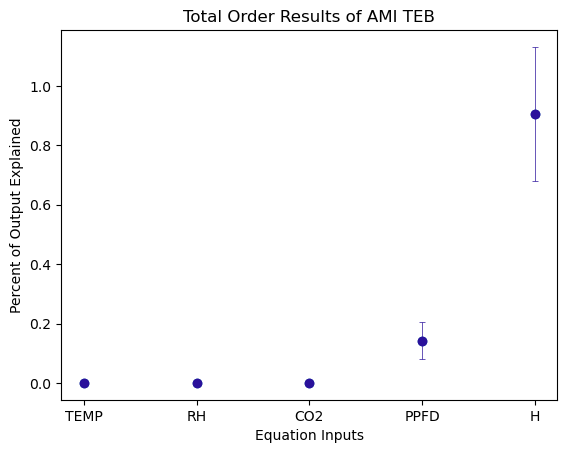 Total Order Results of AMI TEB
Percent of Output Explained
1.0
0.8
0.6
0.4
0.2
0.0
TEMP RH CO2 PPFD H
Equation Inputs